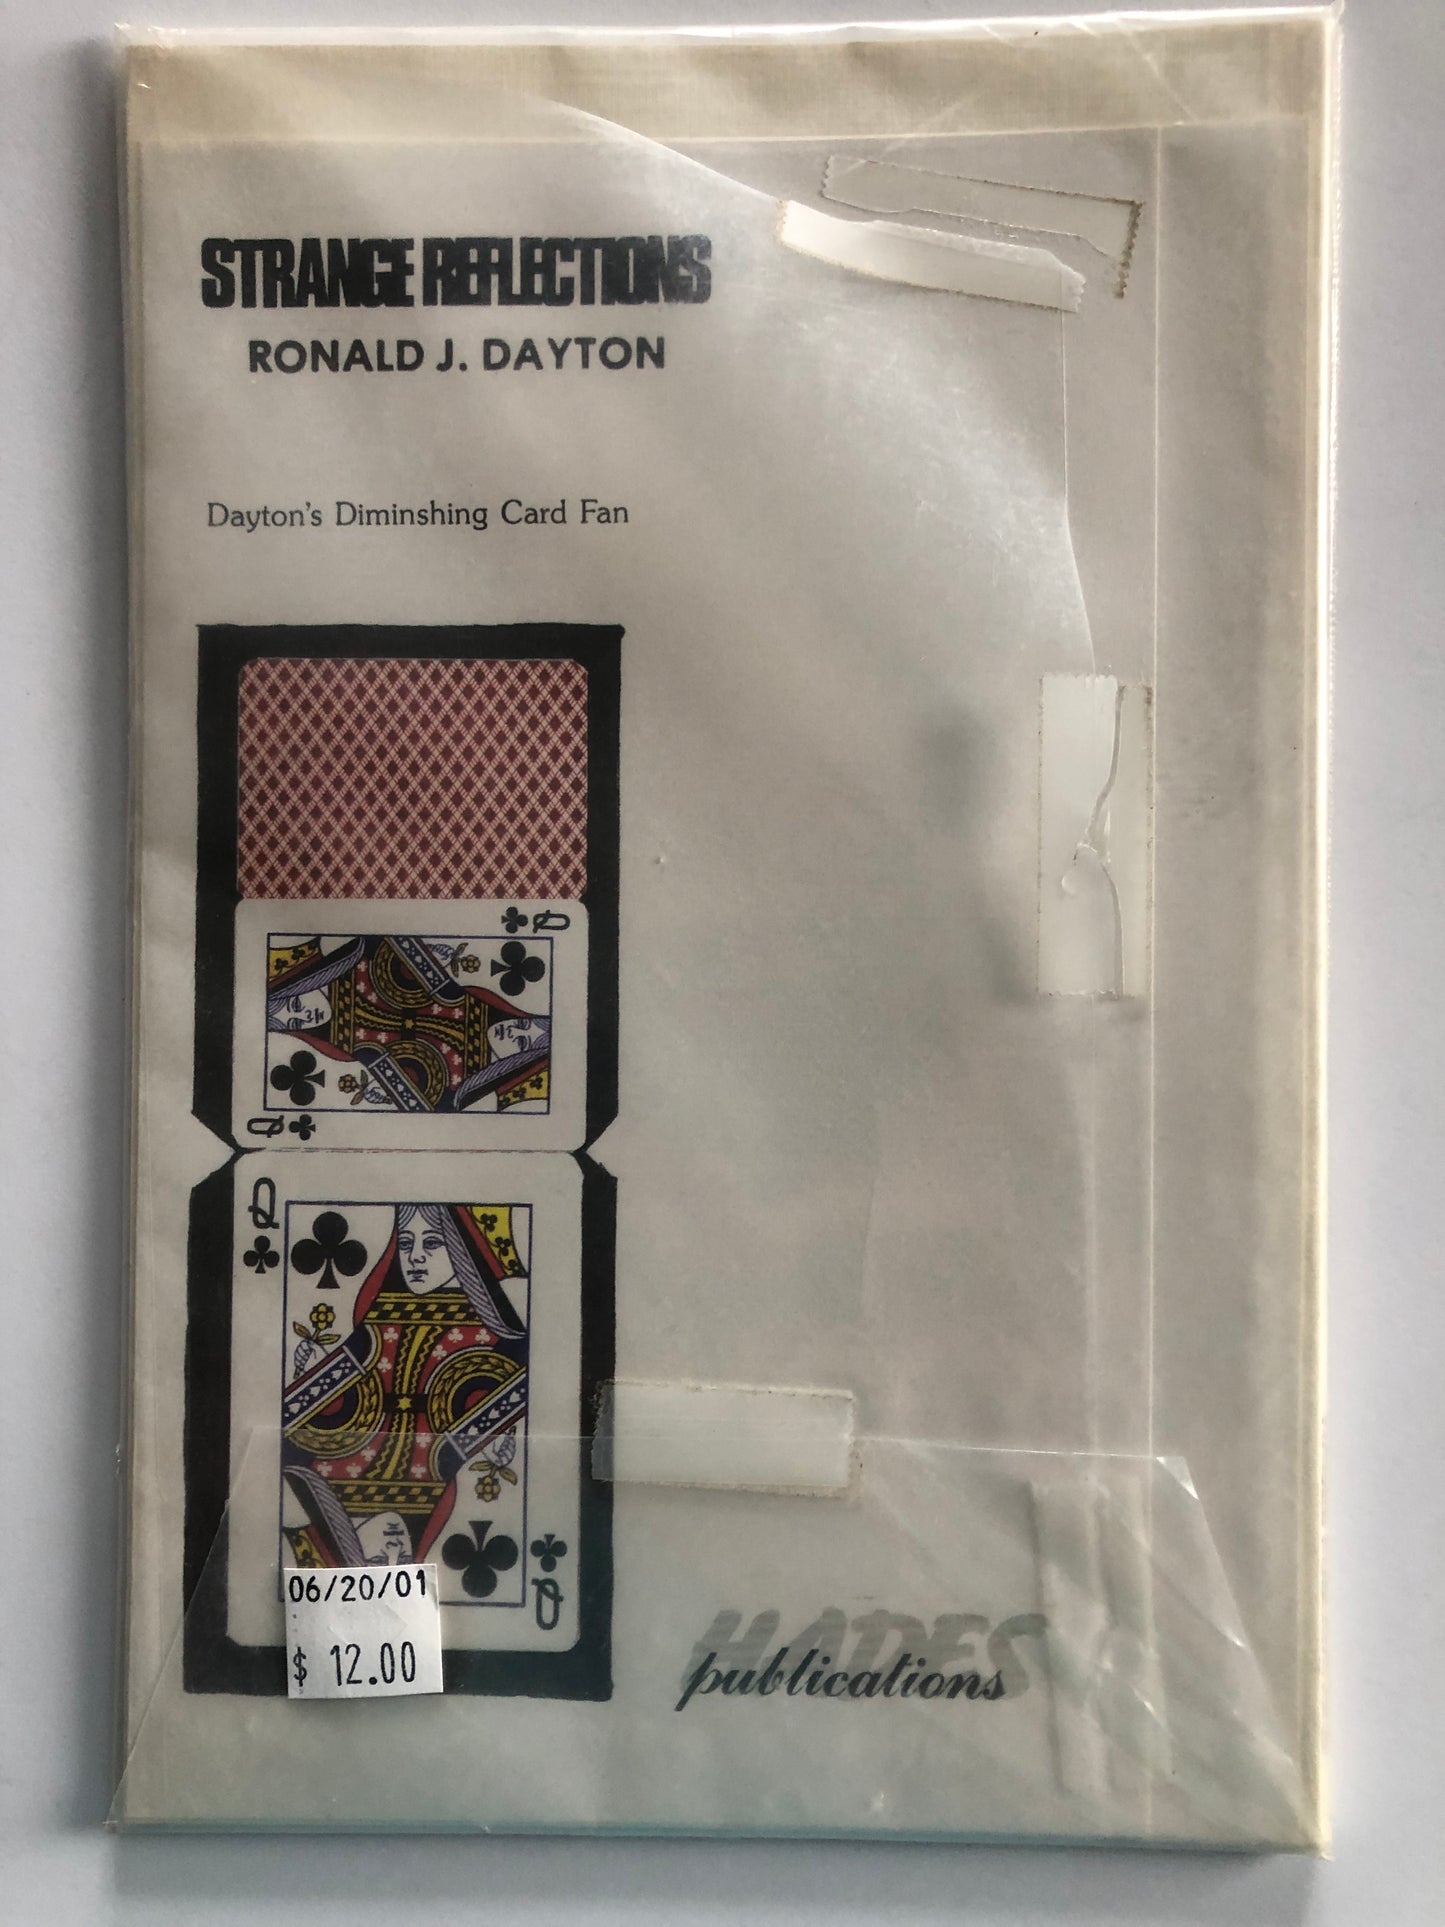 STRANGE REFLECTIONS
RONALD J. DAYTON
Dayton's Diminshing Card Fan
Q
Q
Q
06/20/01
$ 12.00
Q
HADES
publications